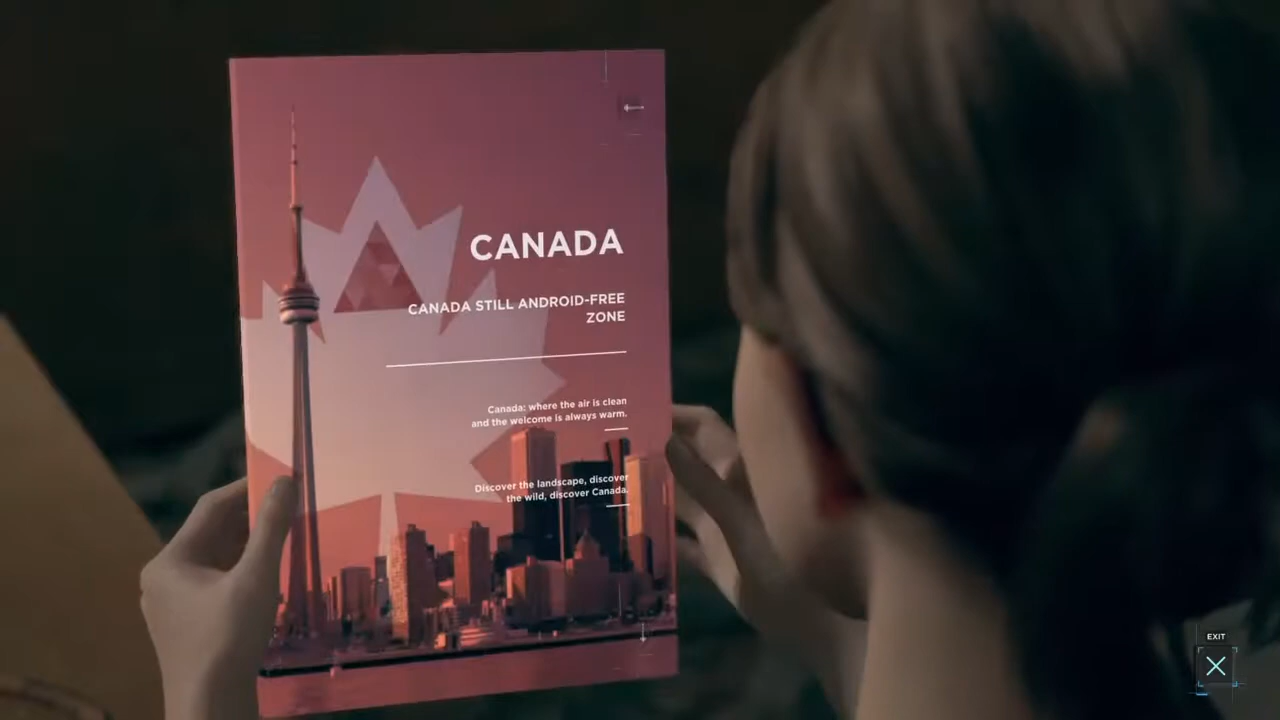 CANADA
CANADA STILL ANDROID-FREE
ZONE
Canada: where the air is clean
and the welcome is always warm.
Discover the landscape, discover
the wild, discover Canada.
EXIT